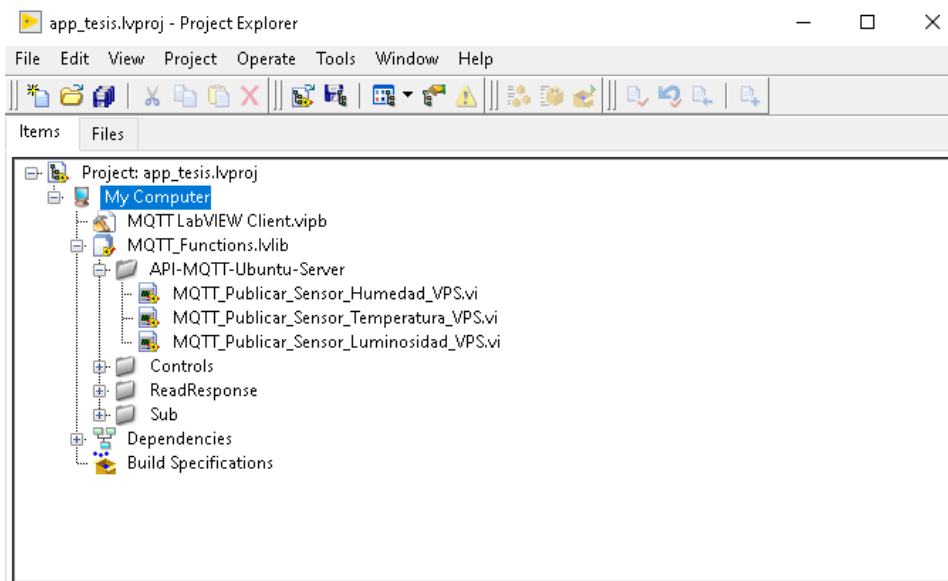 app_tesis.lvproj - Project Explorer
File Edit View Project Operate Tools Window Help
Items Files
Project: app_tesis.lvproj
My Computer
MQTT LabVIEW Client.vipb
MQTT_Functions.lvlib
API-MQTT-Ubuntu-Server
MQTT_Publicar_Sensor_Humedad_VPS.vi
MQTT_Publicar_Sensor_Temperatura_VPS.vi
MQTT_Publicar_Sensor_Luminosidad_VPS.vi
Controls
ReadResponse
Sub
Dependencies
Build Specifications